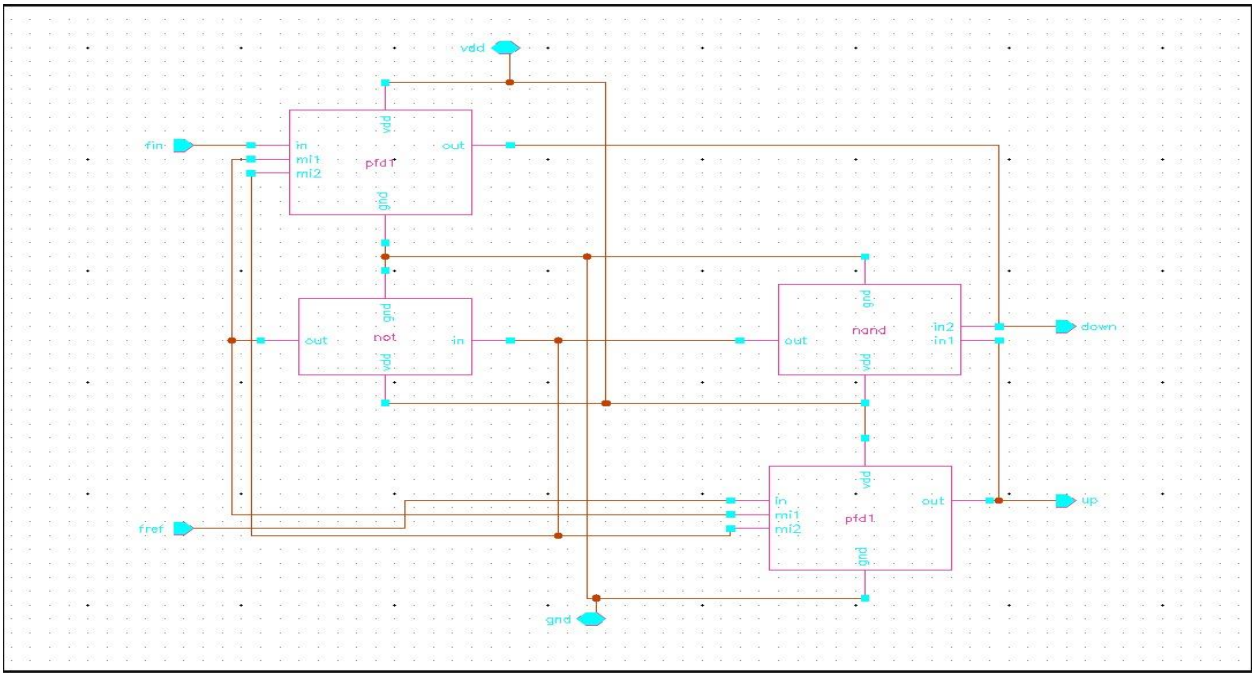 vdd
fin
in
mi1
mi2
vdd
pfd1
gnd
out
out
gnd
not
vdd
in
out
gnd
nand
vdd
in2
in1
down
fref
in
mi1
mi2
vdd
pfd1
gnd
out
up
gnd